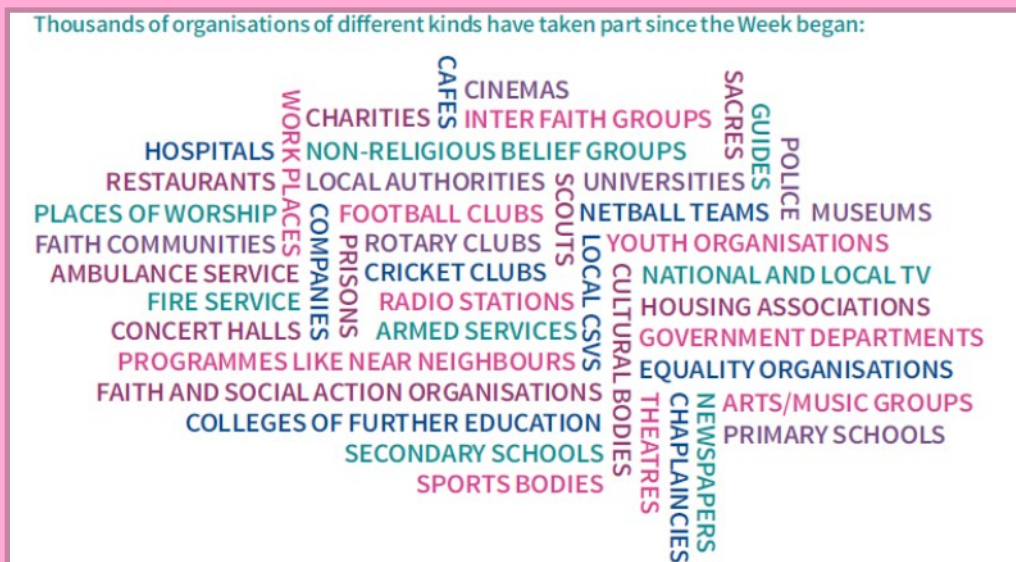 Thousands of organisations of different kinds have taken part since the Week began:
CAFES
CINEMAS
SACRES
WORK PLACES
CHARITIES
INTER FAITH GROUPS
GUIDES
HOSPITALS
NON-RELIGIOUS BELIEF GROUPS
POLICE
RESTAURANTS
LOCAL AUTHORITIES
SCOUTS
UNIVERSITIES
PLACES OF WORSHIP
COMPANIES
FOOTBALL CLUBS
NETBALL TEAMS
MUSEUMS
FAITH COMMUNITIES
PRISONS
ROTARY CLUBS
LOCAL CSVS
YOUTH ORGANISATIONS
AMBULANCE SERVICE
CRICKET CLUBS
CULTURAL BODIES
NATIONAL AND LOCAL TV
FIRE SERVICE
RADIO STATIONS
HOUSING ASSOCIATIONS
CONCERT HALLS
ARMED SERVICES
GOVERNMENT DEPARTMENTS
PROGRAMMES LIKE NEAR NEIGHBOURS
EQUALITY ORGANISATIONS
FAITH AND SOCIAL ACTION ORGANISATIONS
THEATRES
CHAPLAINCIES
NEWSPAPERS
ARTS/MUSIC GROUPS
COLLEGES OF FURTHER EDUCATION
PRIMARY SCHOOLS
SECONDARY SCHOOLS
SPORTS BODIES